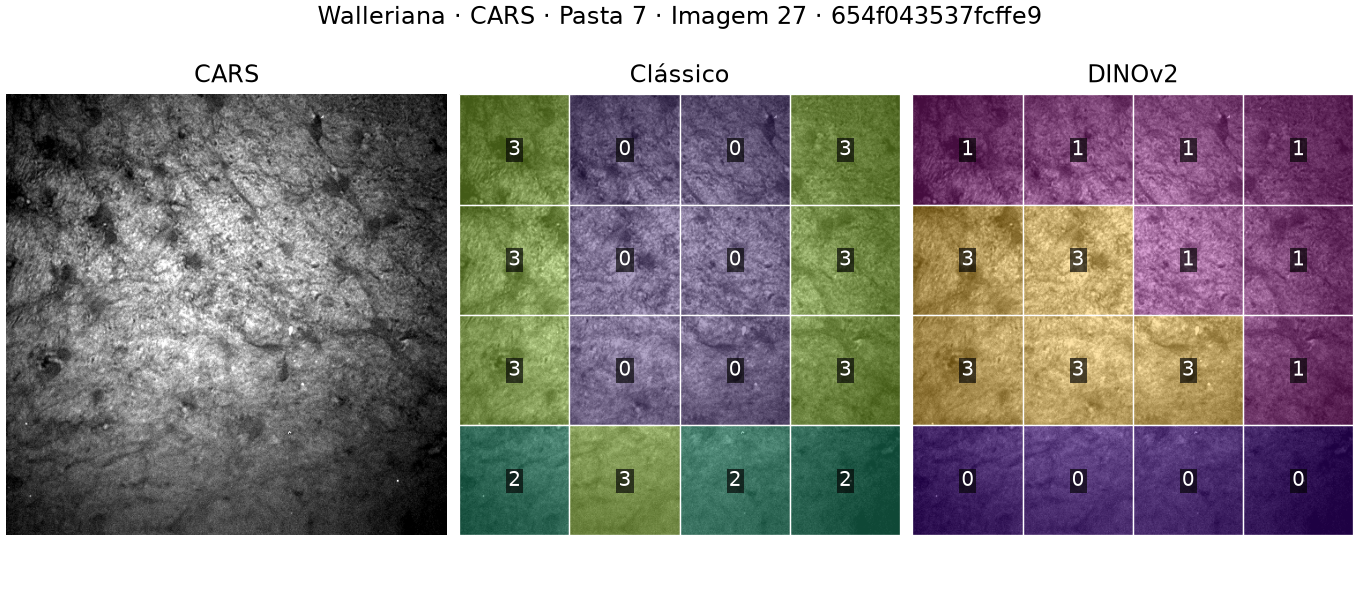 Walleriana · CARS · Pasta 7 · Imagem 27 · 654f043537fcffe9
CARS
Clássico
DINOv2
3 0 0 3 1 1 1 1
3 0 0 3 3 3 1 1
3 0 0 3 3 3 3 1
2 3 2 2 0 0 0 0